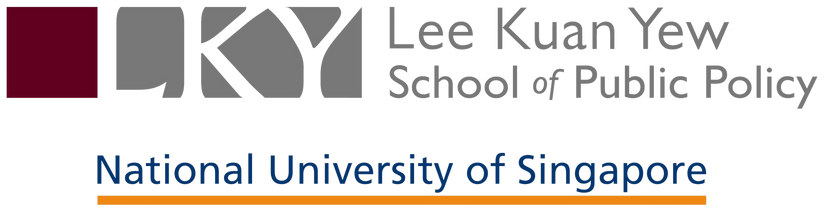 LKY
Lee Kuan Yew
School of Public Policy
National University of Singapore